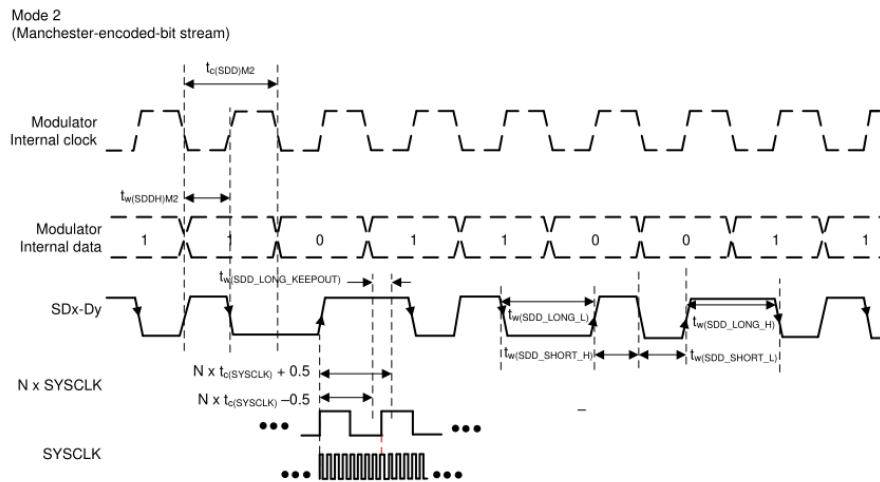 Mode 2
(Manchester-encoded-bit stream)
tc(SDD)M2
Modulator
Internal clock
tw(SDDH)M2
Modulator
Internal data
1 1 0 1 1 0 0 1 1
tw(SDD_LONG_KEEPOUT)
SDx-Dy
tw(SDD_LONG_L)
tw(SDD_LONG_H)
tw(SDD_SHORT_H)
tw(SDD_SHORT_L)
N x tc(SYSCLK) + 0.5
N x SYSCLK
N x tc(SYSCLK) –0.5
SYSCLK